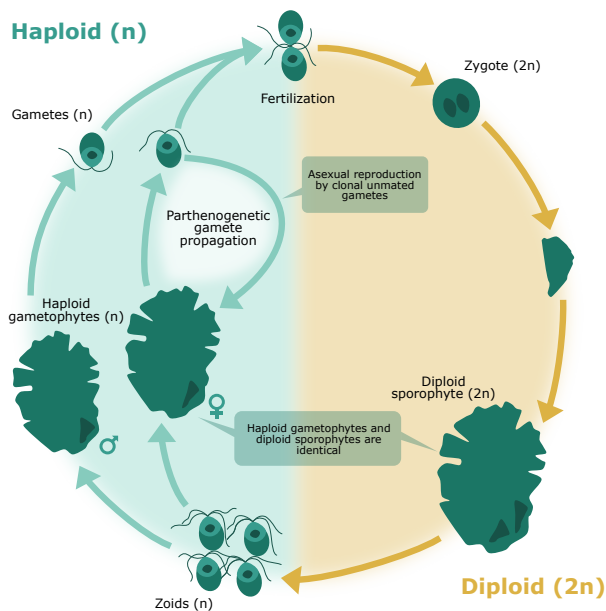 Haploid (n)
Zygote (2n)
Fertilization
Gametes (n)
Asexual reproduction
by clonal unmated
gametes
Parthenogenetic
gamete
propagation
Haploid
gametophytes (n)
Diploid
sporophyte (2n)
♀
Haploid gametophytes and
diploid sporophytes are
identical
♂
Diploid (2n)
Zoids (n)